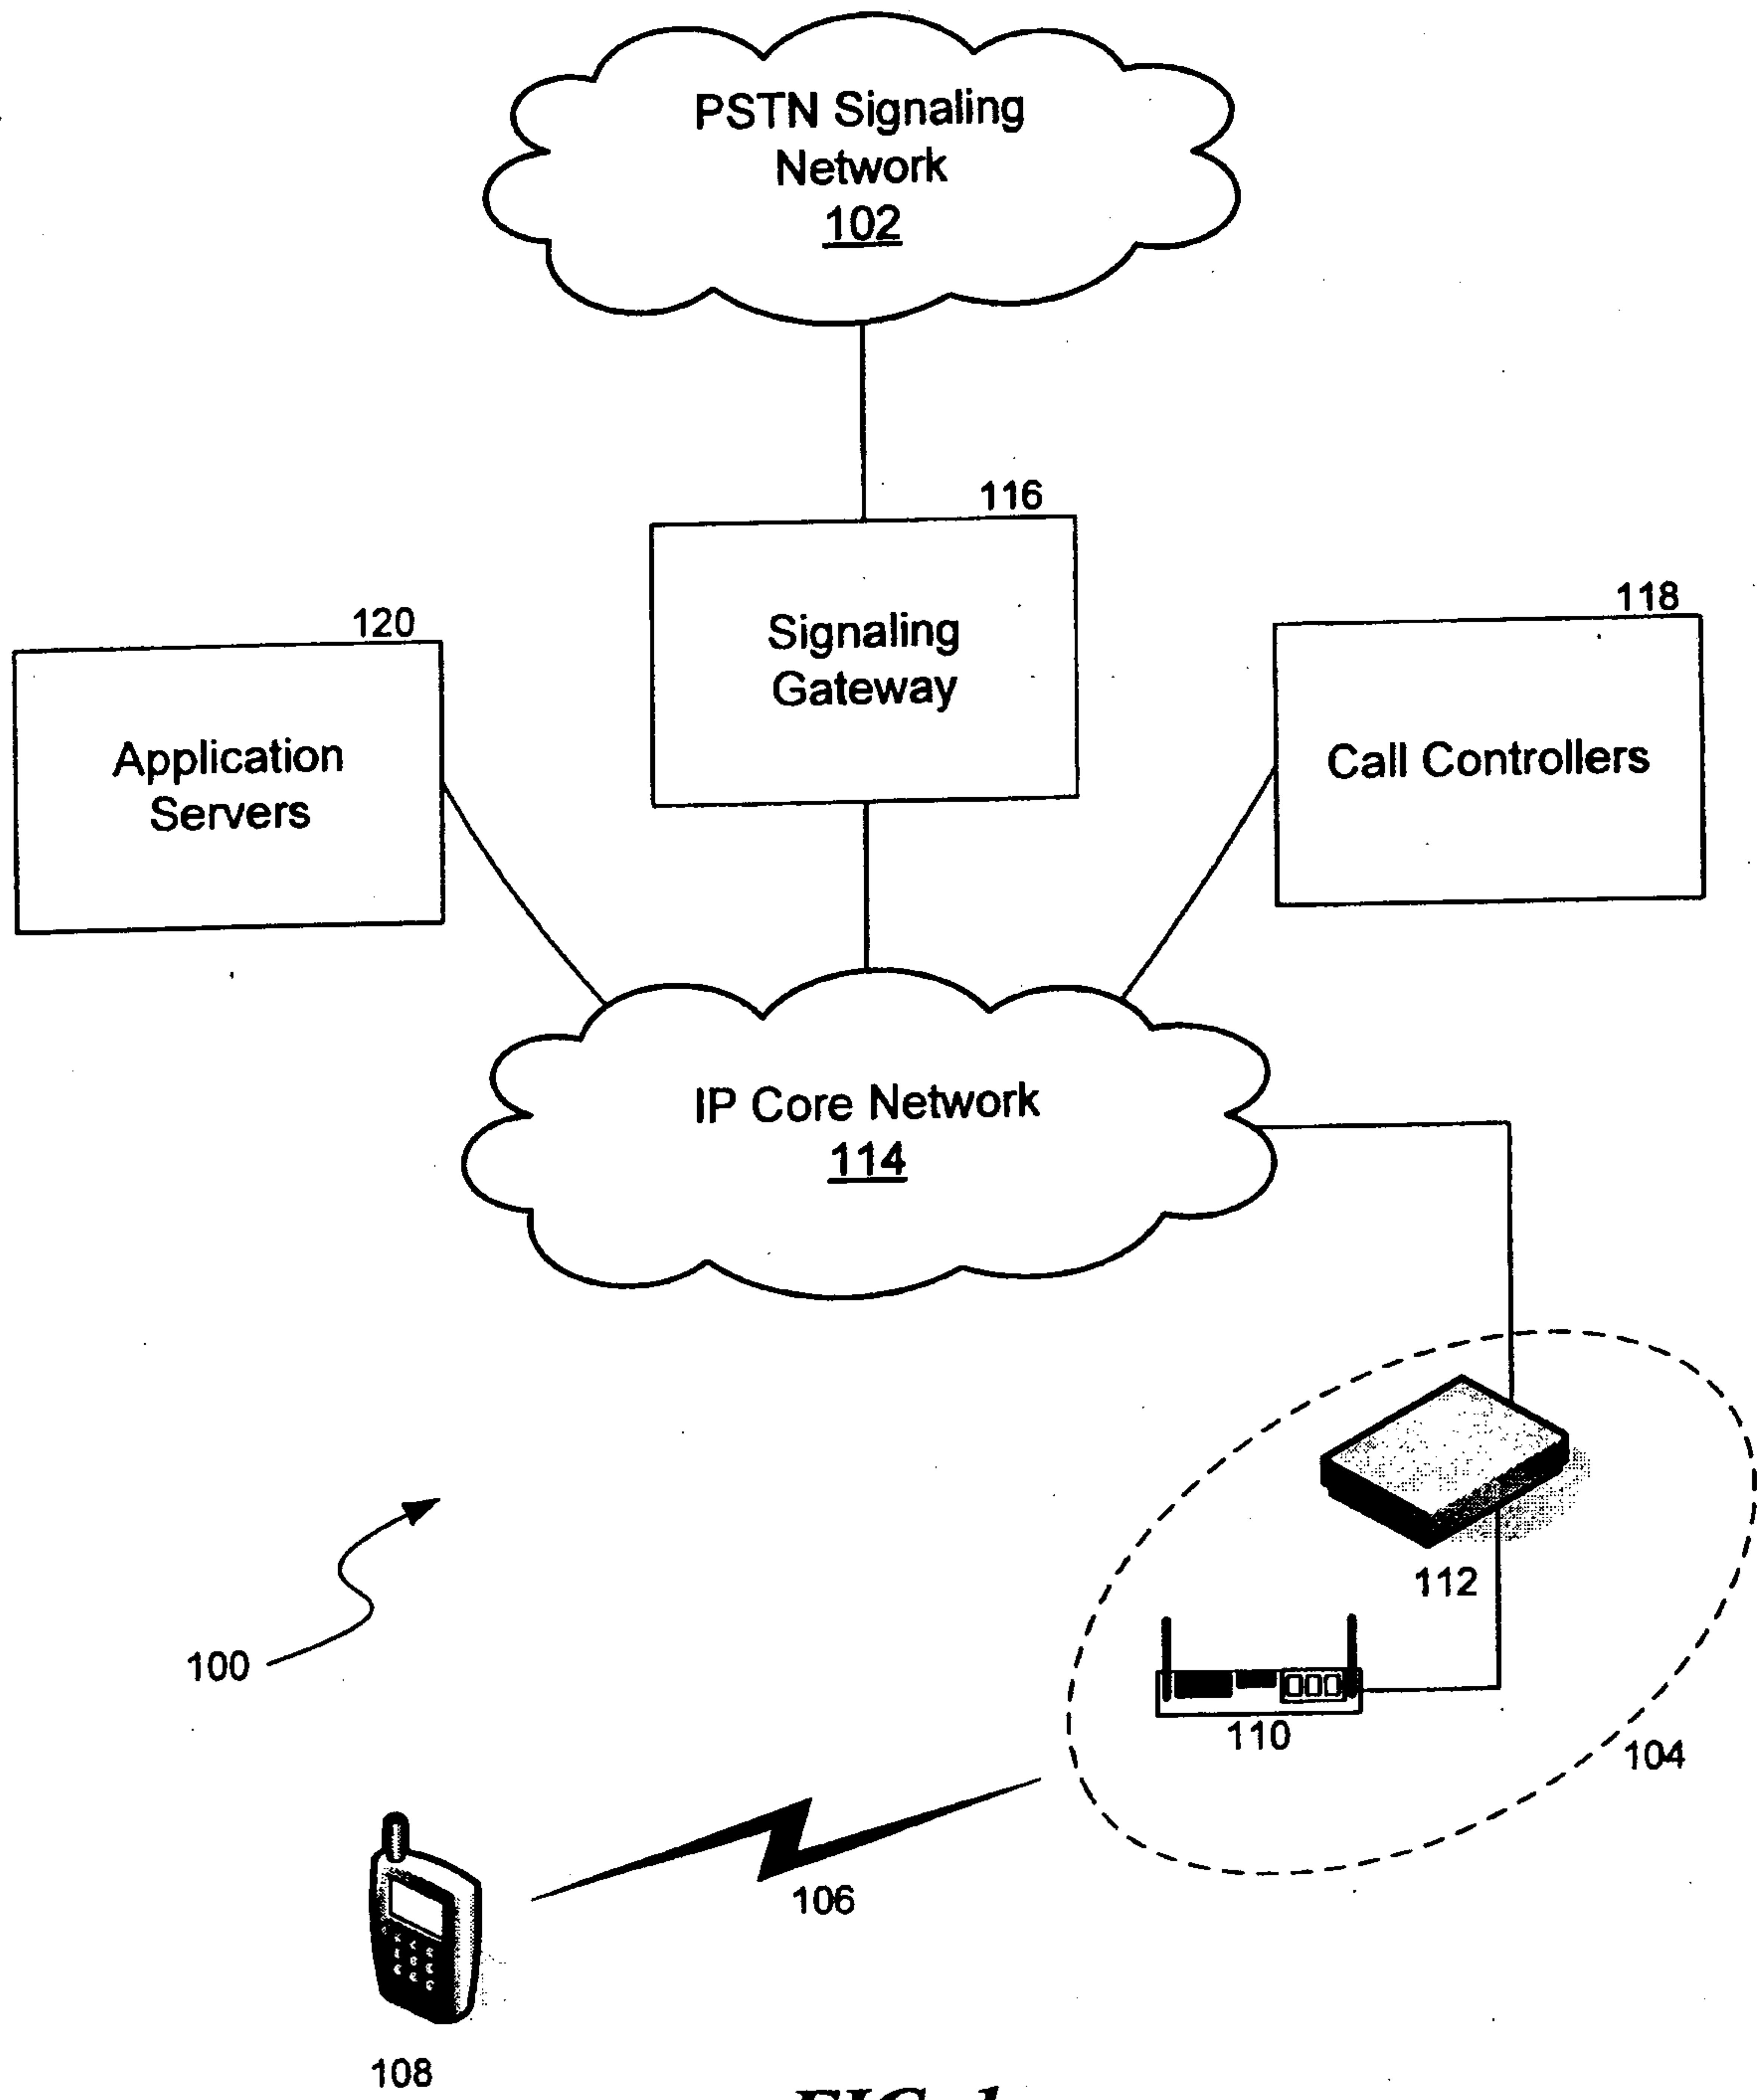 PSTN Signaling
Network
102
116
Signaling
Gateway
120
Application
Servers
118
Call Controllers
IP Core Network
114
112
110
104
100
106
108